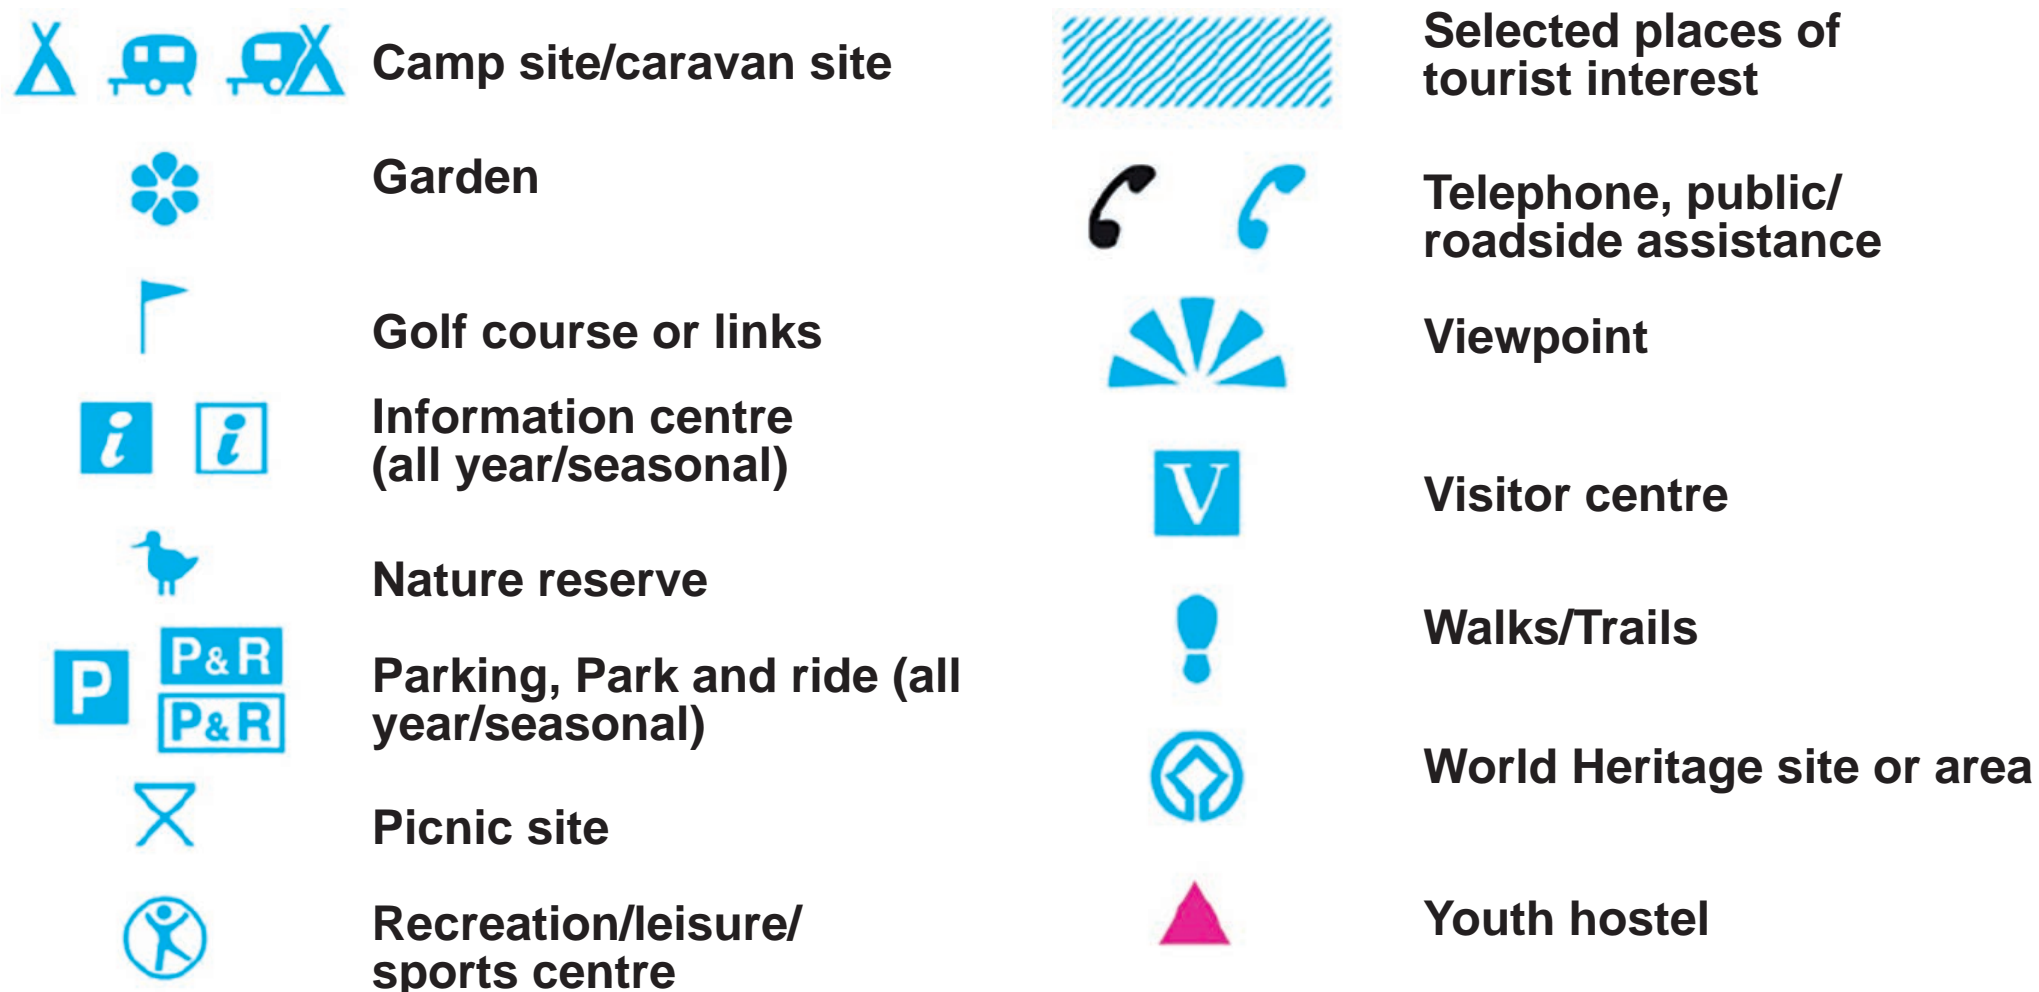 Camp site/caravan site
Garden
Golf course or links
i i
Information centre
(all year/seasonal)
Nature reserve
P
P&R
P&R
Parking, Park and ride (all
year/seasonal)
Picnic site
Recreation/leisure/
sports centre
Selected places of
tourist interest
Telephone, public/
roadside assistance
Viewpoint
V
Visitor centre
Walks/Trails
World Heritage site or area
Youth hostel